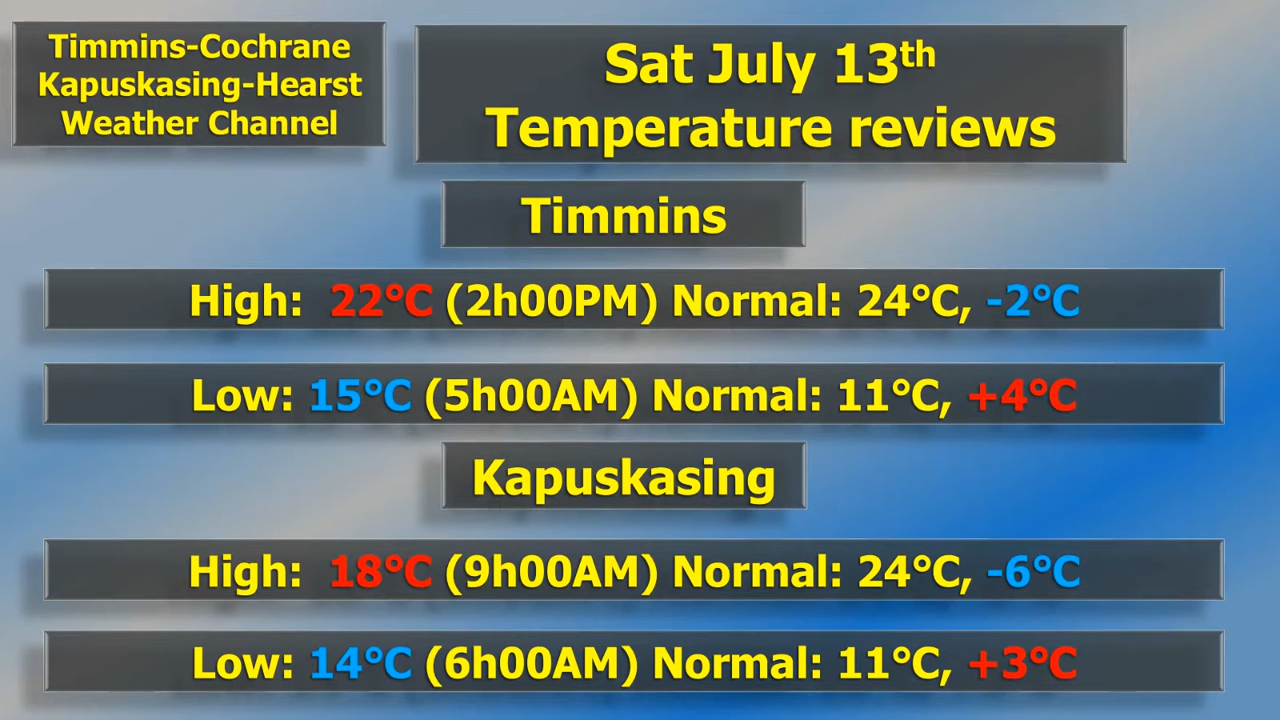 Timmins-Cochrane
Kapuskasing-Hearst
Weather Channel
Sat July 13th
Temperature reviews
Timmins
High: 22°C (2h00PM) Normal: 24°C, -2°C
Low: 15°C (5h00AM) Normal: 11°C, +4°C
Kapuskasing
High: 18°C (9h00AM) Normal: 24°C, -6°C
Low: 14°C (6h00AM) Normal: 11°C, +3°C